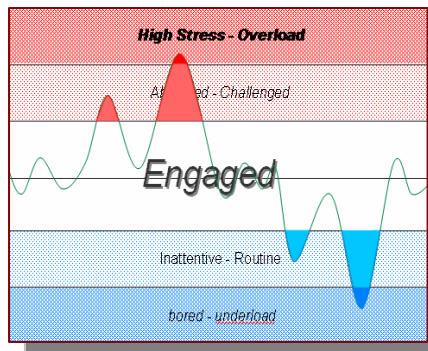 High Stress - Overload
- Challenged
Engaged
Inattentive - Routine
bored - underload